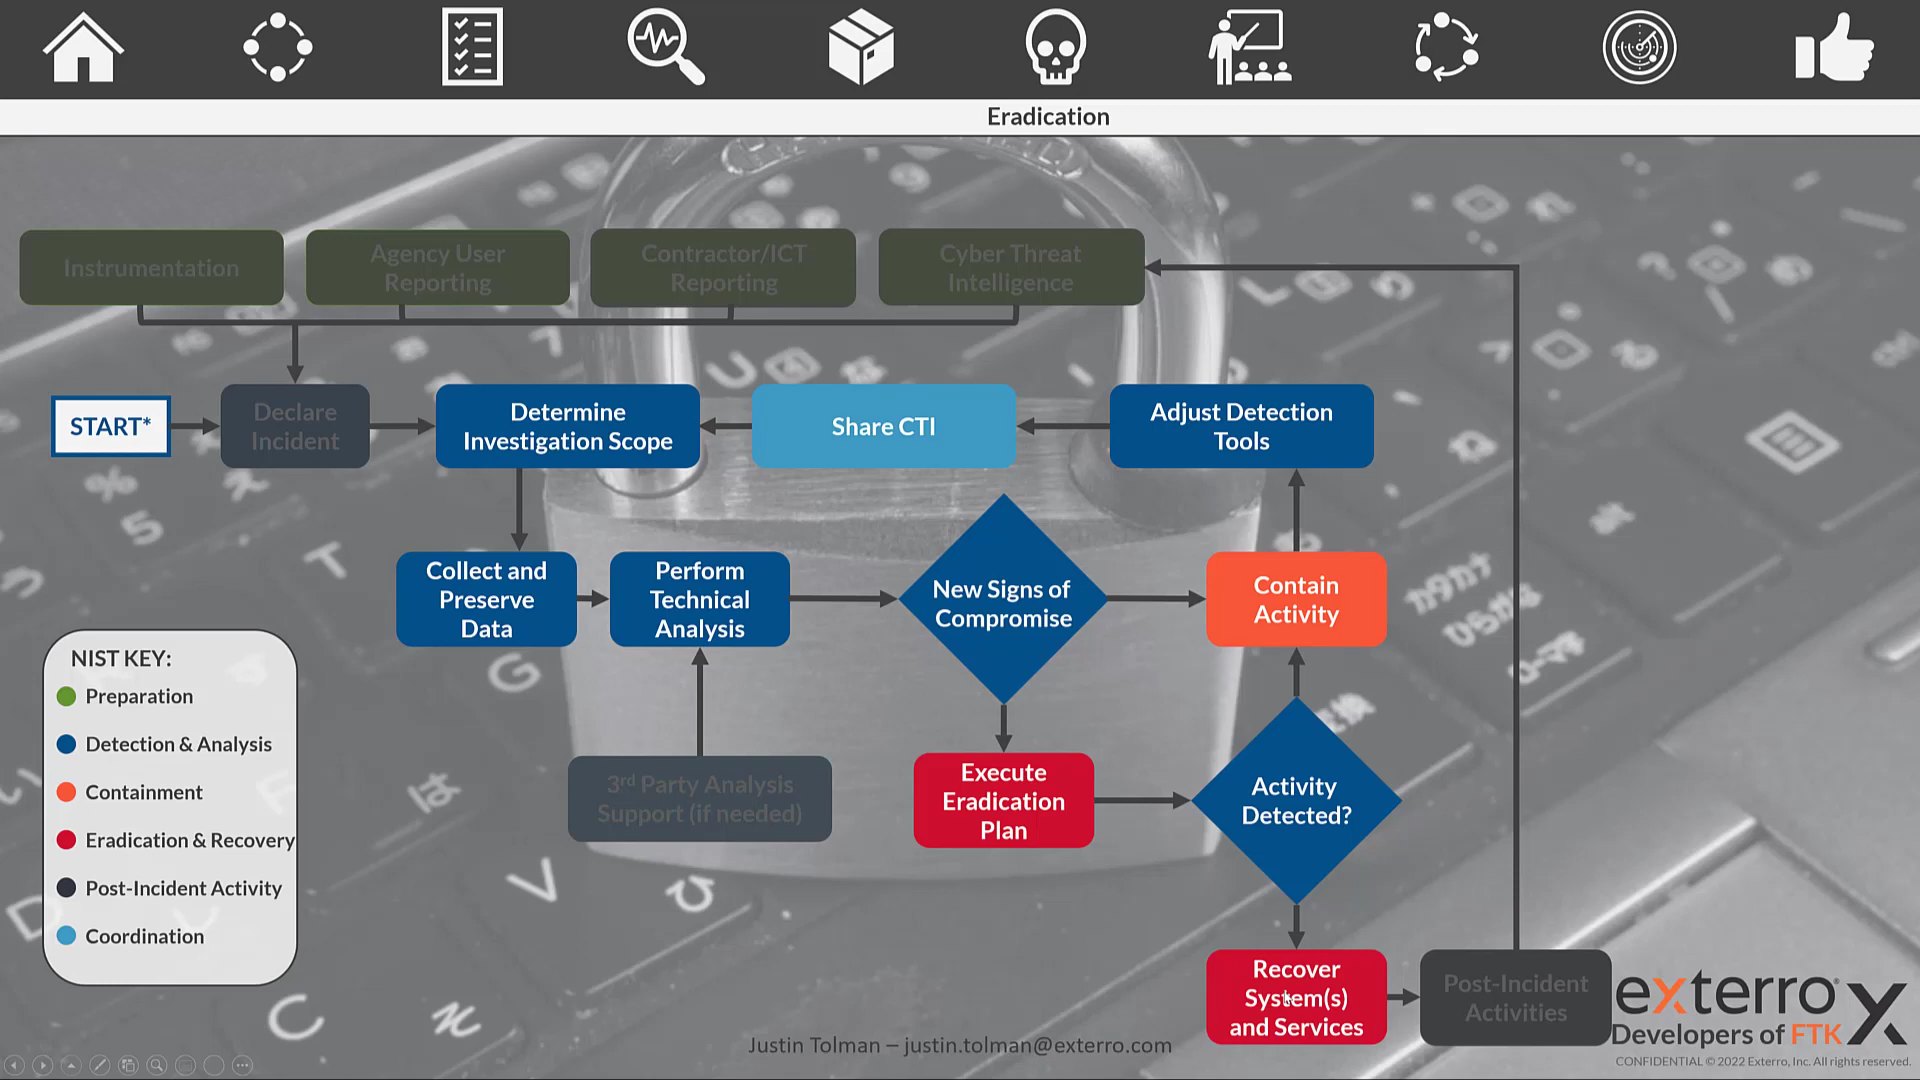 Eradication
Instrumentation
Agency User
Reporting
Contractor/ICT
Reporting
Cyber Threat
Intelligence
START*
Declare
Incident
Determine
Investigation Scope
Share CTI
Adjust Detection
Tools
Collect and
Preserve
Data
Perform
Technical
Analysis
New Signs of
Compromise
Contain
Activity
NIST KEY:
Preparation
Detection & Analysis
Containment
Eradication & Recovery
Post-Incident Activity
Coordination
3rd Party Analysis
Support (if needed)
Execute
Eradication
Plan
Activity
Detected?
Recover
System(s)
and Services
Post-Incident
Activities
exterro
Developers of FTK
X
Justin Tolman – justin.tolman@exterro.com
CONFIDENTIAL © 2022 Exterro, Inc. All rights reserved.